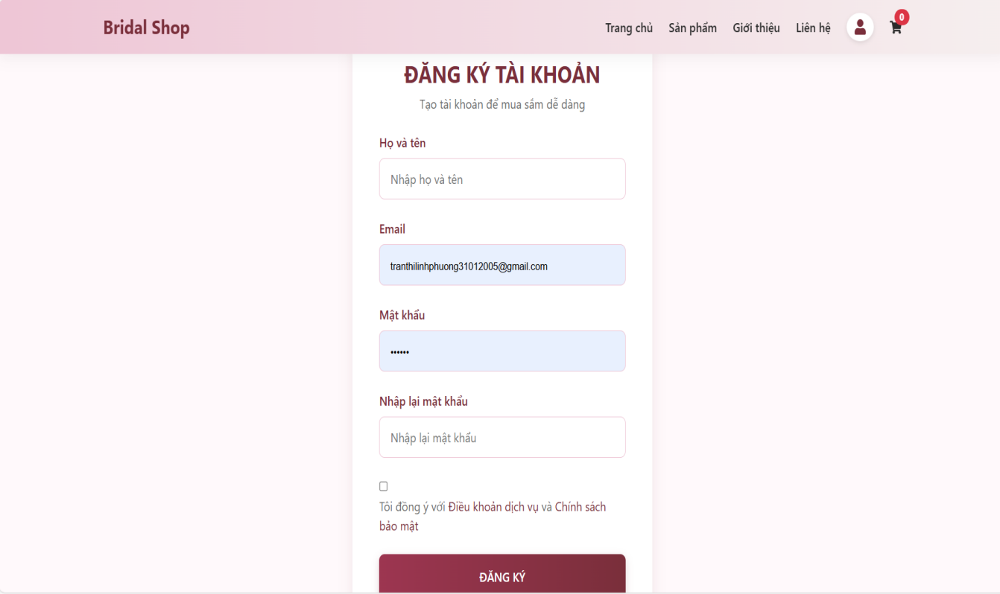 Bridal Shop
Trang chủ Sản phẩm Giới thiệu Liên hệ 0
ĐĂNG KÝ TÀI KHOẢN
Tạo tài khoản để mua sắm dễ dàng
Họ và tên
Nhập họ và tên
Email
tranthilinhphuong31012005@gmail.com
Mật khẩu
••••••
Nhập lại mật khẩu
Nhập lại mật khẩu
Tôi đồng ý với Điều khoản dịch vụ và Chính sách
bảo mật
ĐĂNG KÝ